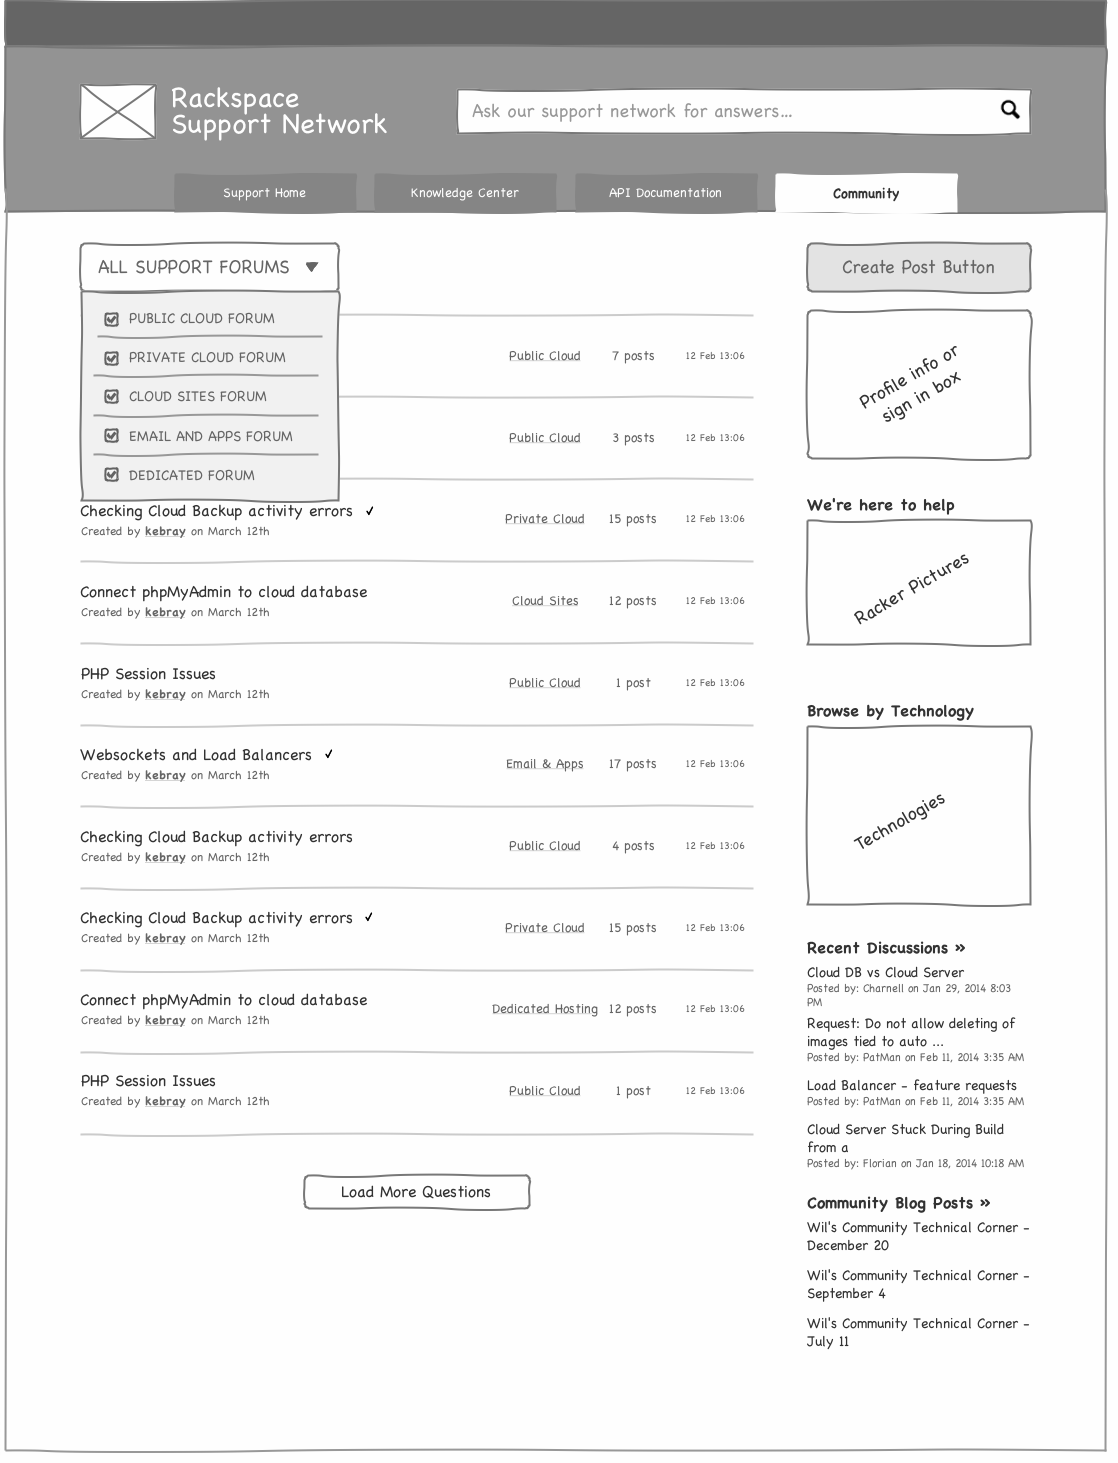 Rackspace
Support Network
Ask our support network for answers...
Support Home
Knowledge Center
API Documentation
Community
ALL SUPPORT FORUMS
PUBLIC CLOUD FORUM
PRIVATE CLOUD FORUM
CLOUD SITES FORUM
EMAIL AND APPS FORUM
DEDICATED FORUM
Public Cloud 7 posts 12 Feb 13:06
Public Cloud 3 posts 12 Feb 13:06
Checking Cloud Backup activity errors ✓
Created by kebray on March 12th
Private Cloud 15 posts 12 Feb 13:06
Connect phpMyAdmin to cloud database
Created by kebray on March 12th
Cloud Sites 12 posts 12 Feb 13:06
PHP Session Issues
Created by kebray on March 12th
Public Cloud 1 post 12 Feb 13:06
Websockets and Load Balancers ✓
Created by kebray on March 12th
Email & Apps 17 posts 12 Feb 13:06
Checking Cloud Backup activity errors
Created by kebray on March 12th
Public Cloud 4 posts 12 Feb 13:06
Checking Cloud Backup activity errors ✓
Created by kebray on March 12th
Private Cloud 15 posts 12 Feb 13:06
Connect phpMyAdmin to cloud database
Created by kebray on March 12th
Dedicated Hosting 12 posts 12 Feb 13:06
PHP Session Issues
Created by kebray on March 12th
Public Cloud 1 post 12 Feb 13:06
Load More Questions
Create Post Button
Profile info or
sign in box
We're here to help
Racker Pictures
Browse by Technology
Technologies
Recent Discussions »
Cloud DB vs Cloud Server
Posted by: Charnell on Jan 29, 2014 8:03
PM
Request: Do not allow deleting of
images tied to auto ...
Posted by: PatMan on Feb 11, 2014 3:35 AM
Load Balancer - feature requests
Posted by: PatMan on Feb 11, 2014 3:35 AM
Cloud Server Stuck During Build
from a
Posted by: Florian on Jan 18, 2014 10:18 AM
Community Blog Posts »
Wil's Community Technical Corner -
December 20
Wil's Community Technical Corner -
September 4
Wil's Community Technical Corner -
July 11